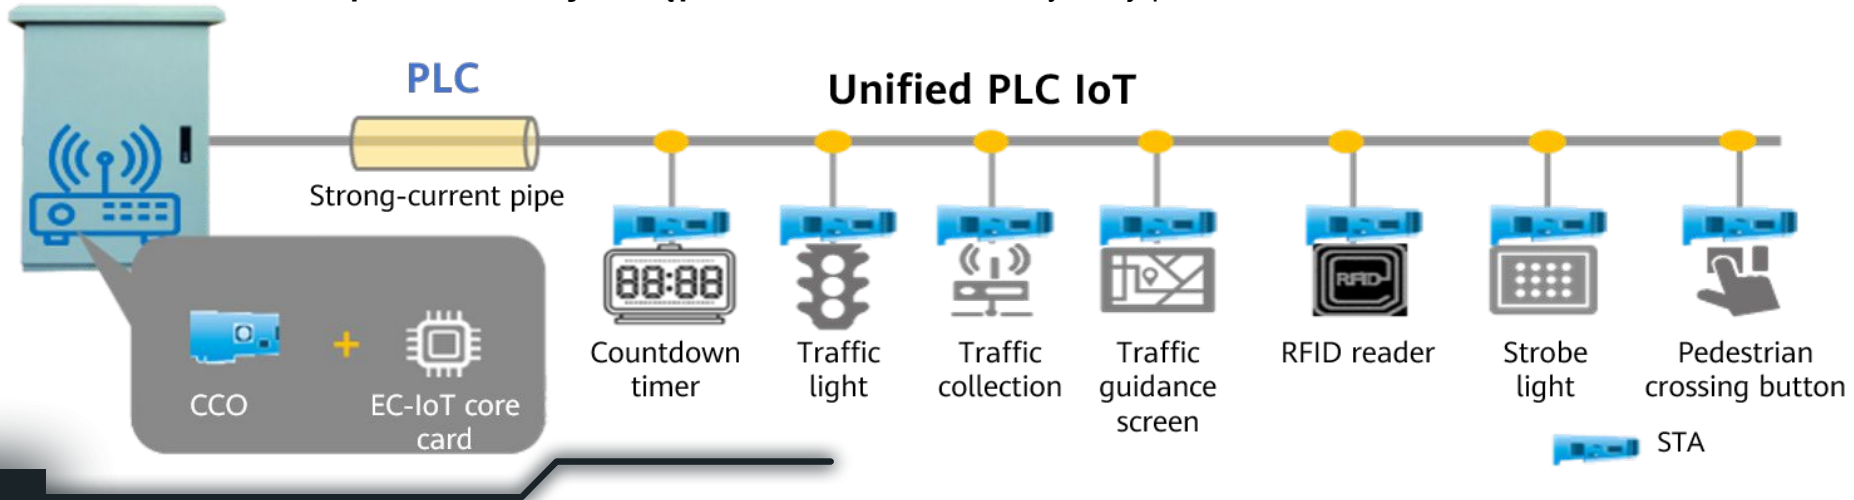 PLC
Unified PLC IoT
Strong-current pipe
88:88
RFID
Countdown
timer
Traffic
light
Traffic
collection
Traffic
guidance
screen
RFID reader
Strobe
light
Pedestrian
crossing button
CCO
+
EC-IoT core
card
STA